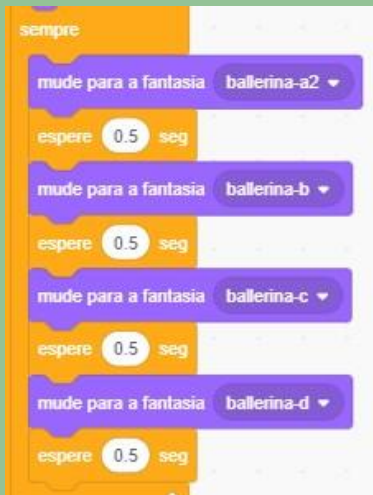 sempre
mude para a fantasia ballerina-a2
espere 0.5 seg
mude para a fantasia ballerina-b
espere 0.5 seg
mude para a fantasia ballerina-c
espere 0.5 seg
mude para a fantasia ballerina-d
espere 0.5 seg